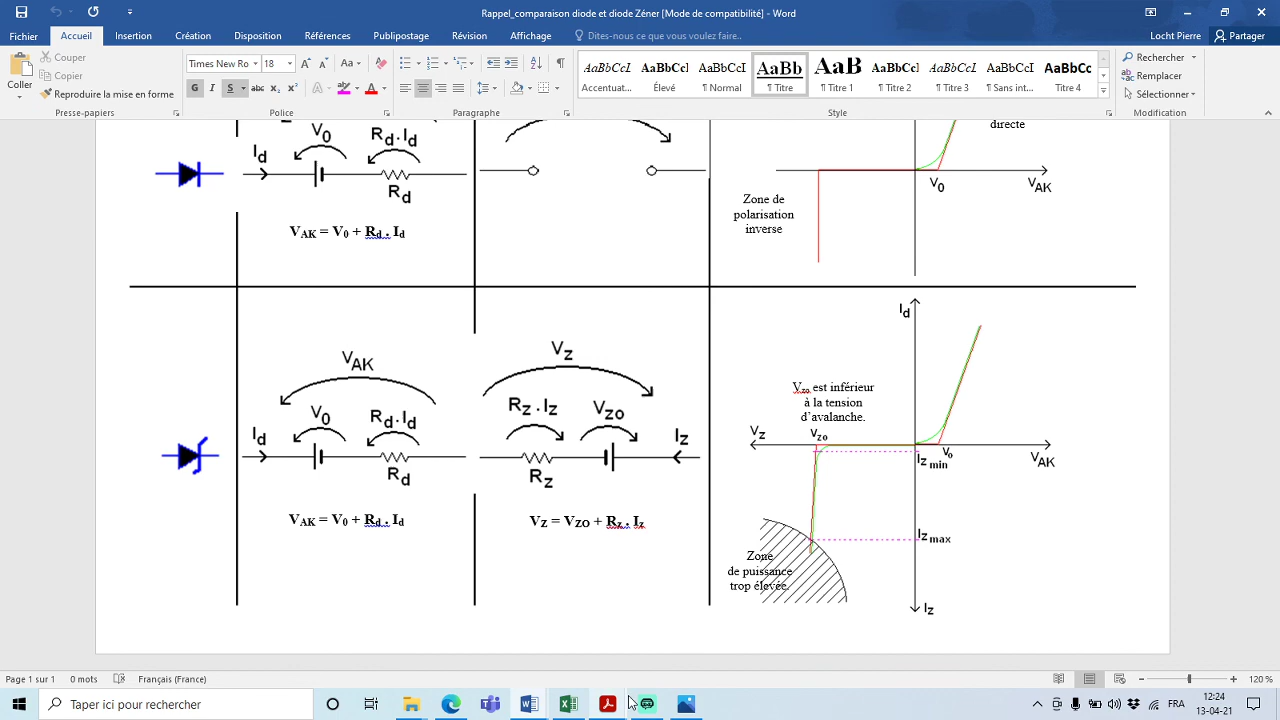 Rappel_comparaison diode et diode Zéner [Mode de compatibilité] - Word
Fichier Accueil Insertion Création Disposition Références Publipostage Révision Affichage Dites-nous ce que vous voulez faire.. Locht Pierre Partager
Coller
Couper
Copier
Reproduire la mise en forme
Presse-papiers
Times New Ro 18
Aa
G I S abc x₂ x²
Police
Paragraphe
AaBbCcI AaBbCcI AaBbCcI AaBb AaB AaBbCcI AaBbCcL AaBbCcL AaBbCc
Accentuat... Élevé ¶ Normal ¶ Titre ¶ Titre 1 ¶ Titre 2 ¶ Titre 3 ¶ Sans int... Titre 4
Style
Rechercher
Remplacer
Sélectionner
Modification
directe
Id V0 Rd.Id
Rd
VAK = V0 + Rd . Id
V0 VAK
Zone de
polarisation
inverse
VAK
Id V0 Rd.Id
Rd
VAK = V0 + Rd . Id
Vz
Rz.Iz Vzo Iz
Rz
VZ = VZO + Rz . Iz
Id
Vzo est inférieur
à la tension
d’avalanche.
Vz Vzo
Vo VAK
Iz min
Iz max
Zone
de puissance
trop élevée.
Iz
Page 1 sur 1 0 mots Français (France) 120 %
Taper ici pour rechercher
FRA
12:24
13-04-21